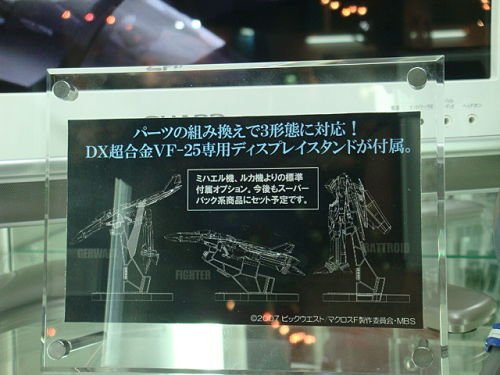 SHARP
パーツの組み換えで3形態に対応！
DX超合金VF-25専用ディスプレイスタンドが付属。
ミハエル機、ルカ機よりの標準
付属オプション。今後もスーパー
パック系商品にセット予定です。
GERWALK
FIGHTER
BATTROID
©2007 ビックウエスト/マクロスF製作委員会・MBS